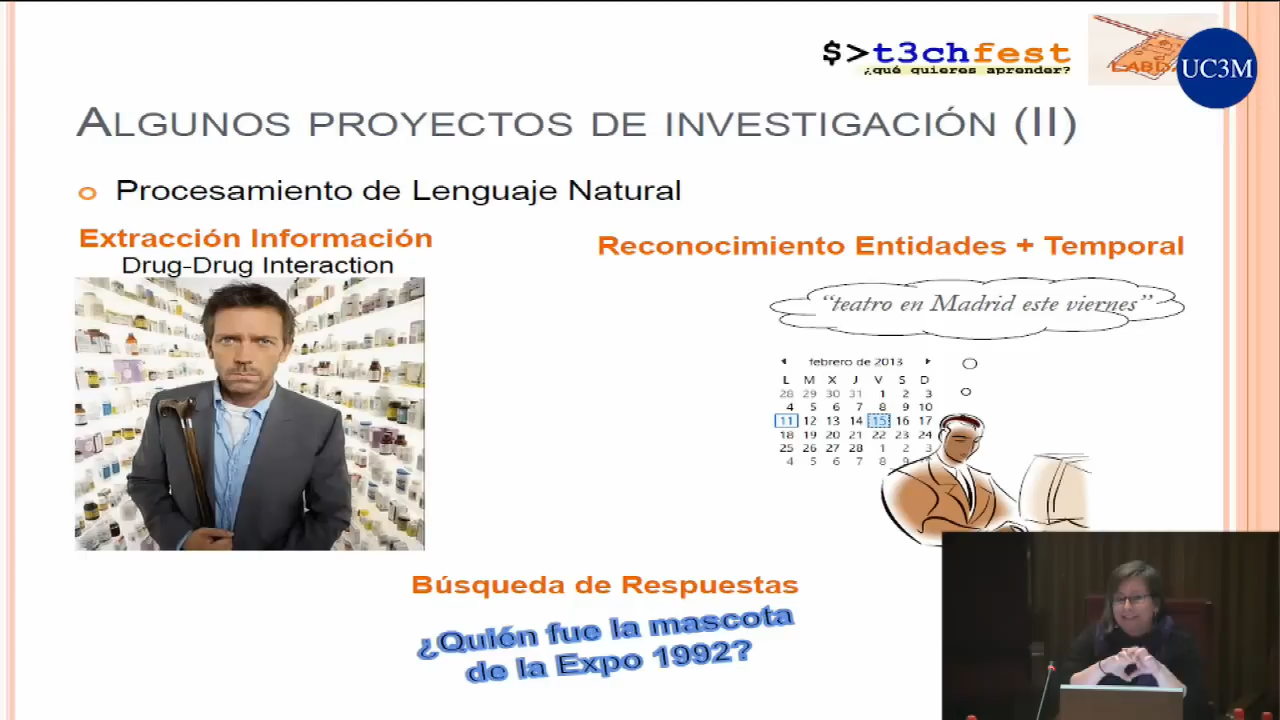 $>t3chfest
¿qué quieres aprender?
UC3M
ALGUNOS PROYECTOS DE INVESTIGACIÓN (II)
Procesamiento de Lenguaje Natural
Extracción Información
Drug-Drug Interaction
Reconocimiento Entidades + Temporal
“teatro en Madrid este viernes”
febrero de 2013
L M X J V S D
28 29 30 31 1 2 3
4 5 6 7 8 9 10
11 12 13 14 15 16 17
18 19 20 21 22 23 24
25 26 27 28 1 2 3
4 5 6 7 8 9
Búsqueda de Respuestas
¿Quién fue la mascota
de la Expo 1992?